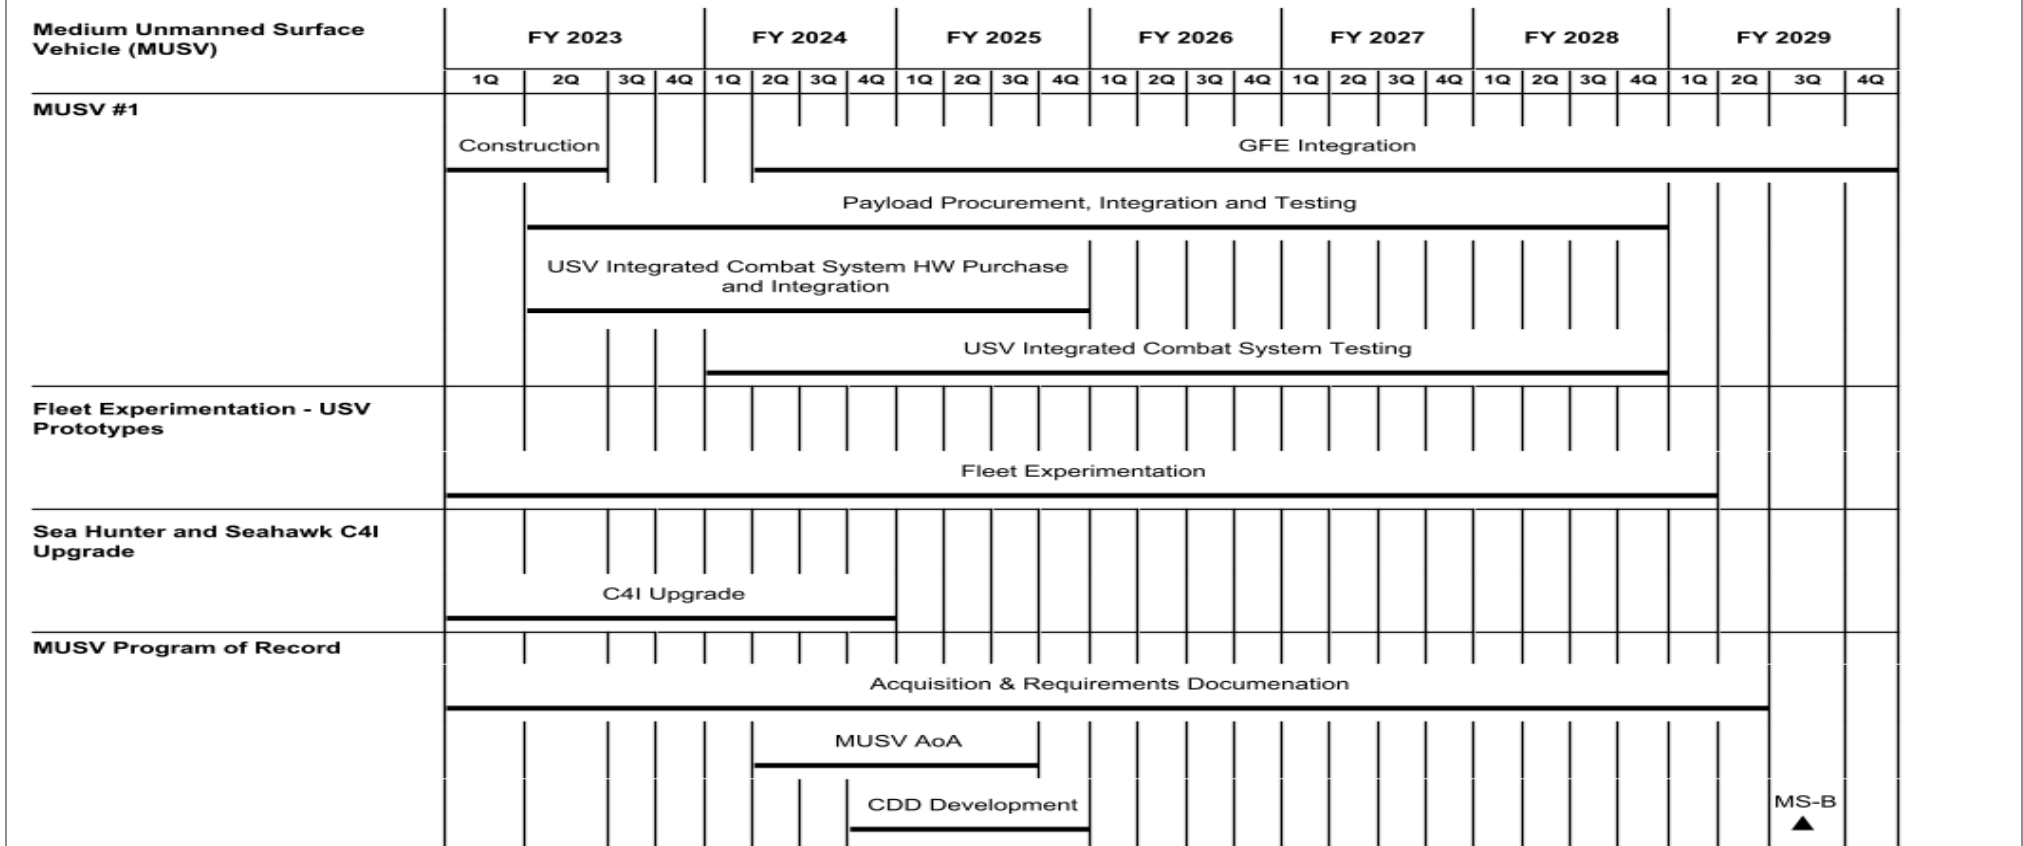 Medium Unmanned Surface
Vehicle (MUSV)
FY 2023 FY 2024 FY 2025 FY 2026 FY 2027 FY 2028 FY 2029
1Q 2Q 3Q 4Q 1Q 2Q 3Q 4Q 1Q 2Q 3Q 4Q 1Q 2Q 3Q 4Q 1Q 2Q 3Q 4Q 1Q 2Q 3Q 4Q 1Q 2Q 3Q 4Q
MUSV #1
Construction GFE Integration
Payload Procurement, Integration and Testing
USV Integrated Combat System HW Purchase
and Integration
USV Integrated Combat System Testing
Fleet Experimentation - USV
Prototypes
Fleet Experimentation
Sea Hunter and Seahawk C4I
Upgrade
C4I Upgrade
MUSV Program of Record
Acquisition & Requirements Documenation
MUSV AoA
CDD Development MS-B